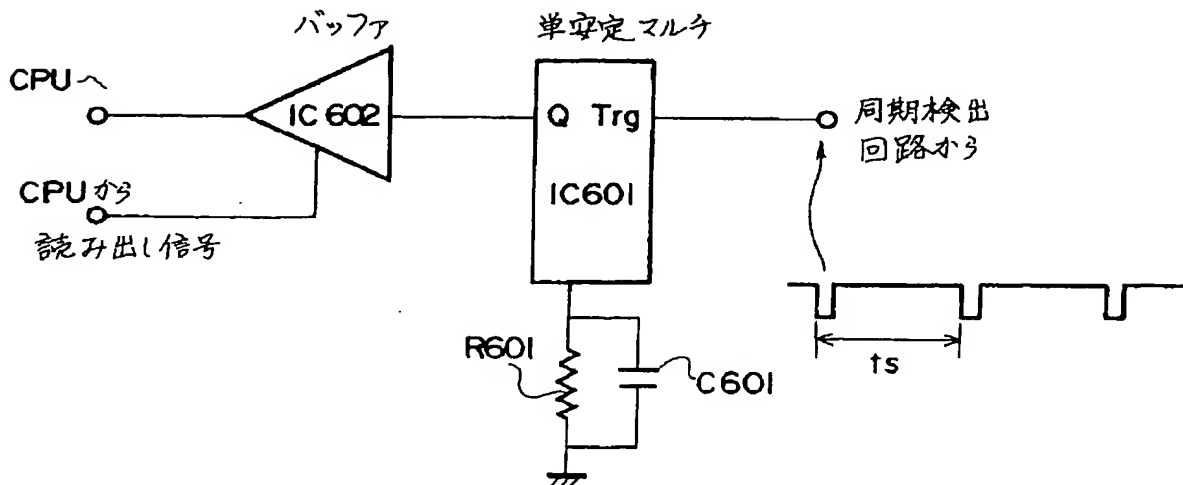 バッファ
単安定マルチ
CPUへ
IC602
Q Trg
同期検出
回路から
CPUから
IC601
読み出し信号
R601
C601
ts